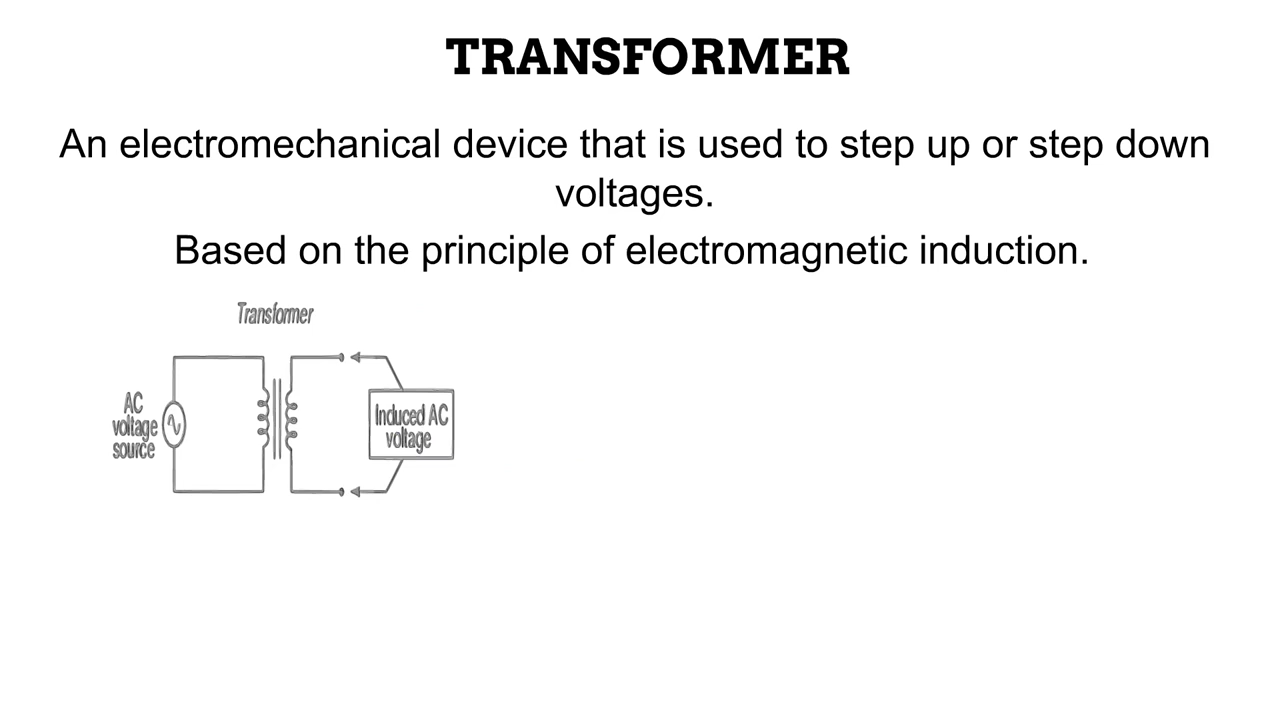 TRANSFORMER
An electromechanical device that is used to step up or step down
voltages.
Based on the principle of electromagnetic induction.
Transformer
AC
voltage
source
Induced AC
voltage